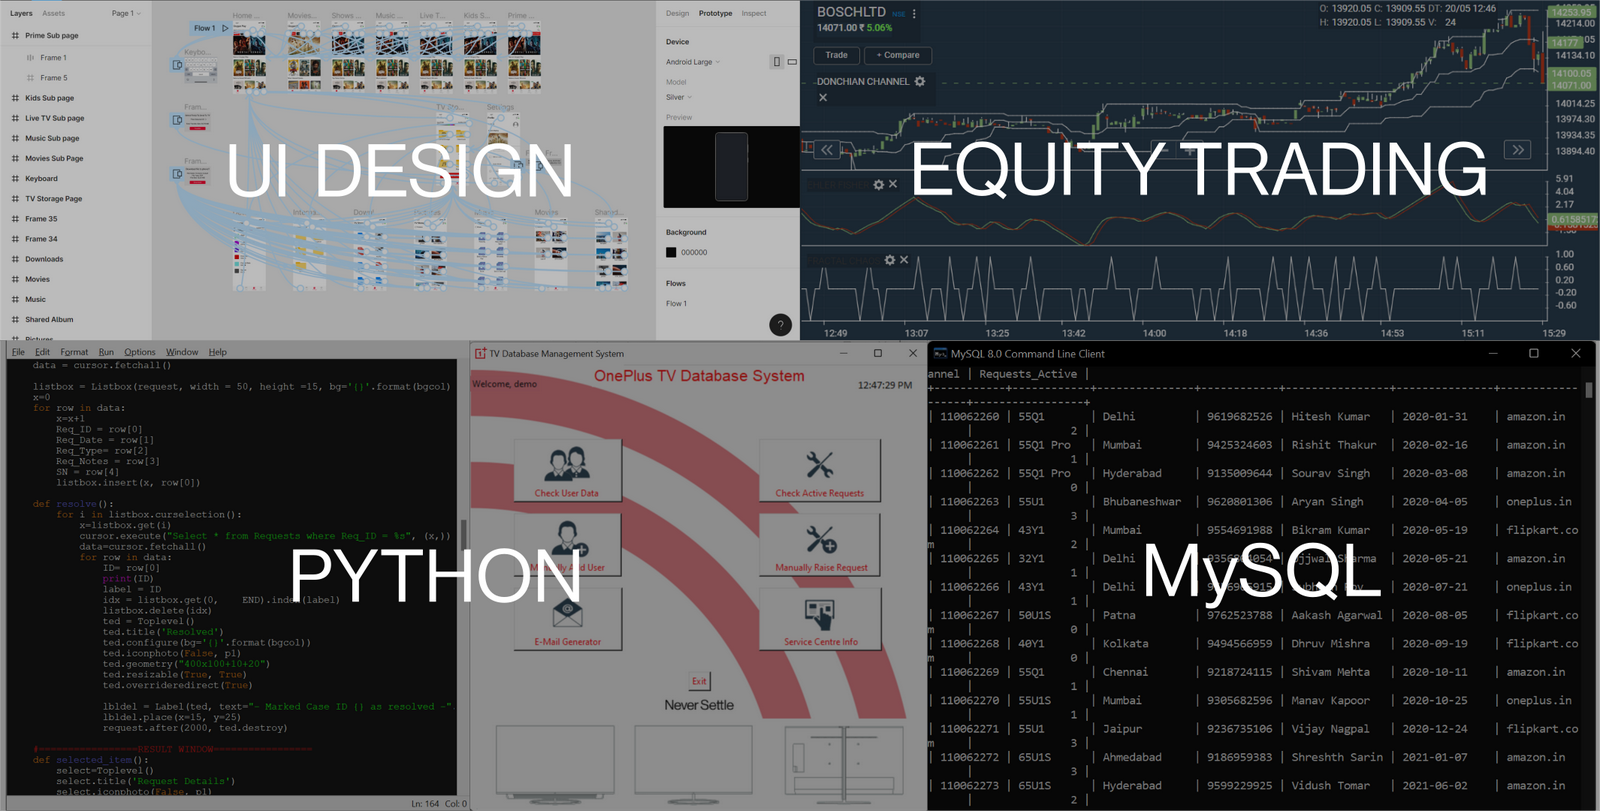 Layers Assets Page 1
Prime Sub page
Frame 1
Frame 5
Kids Sub page
Live TV Sub page
Music Sub page
Movies Sub Page
Keyboard
TV Storage Page
Frame 35
Frame 34
Downloads
Movies
Music
Shared Album
Pictures
Flow 1
Home ...
Movies...
Shows ...
Music ...
Live T...
Kids S...
Prime ...
Keybo...
Fram...
Fram...
TV Sto...
Settings
Movies
Shared...
UI DESIGN
Design Prototype Inspect
Device
Android Large
Model
Sliver
Preview
Background
000000
Flows
Flow 1
?
BOSCHLTD NSE
14071.00 ₹ 5.06%
Trade + Compare
DONCHIAN CHANNEL
O: 13920.05 C: 13909.55 DT: 20/05 12:46
H: 13920.05 L: 13909.55 V: 24
14253.95
14214.00
14177
14100.05
14071.00
14014.25
13974.30
13934.35
13894.40
EQUITY TRADING
5.91
4.04
2.17
1.00
0.60
0.20
-0.20
-0.60
12:49 13:07 13:25 13:42 14:00 14:18 14:36 14:53 15:11 15:29
File Edit Format Run Options Window Help
data = cursor.fetchall()
listbox = Listbox(request, width = 50, height =15, bg='{}'.format(bgcol)
x=0
for row in data:
x=x+1
Req_ID = row[0]
Req_Date = row[1]
Req_Type= row[2]
Req_Notes = row[3]
SN = row[4]
listbox.insert(x, row[0])
def resolve():
for i in listbox.curselection():
x=listbox.get(i)
cursor.execute("Select * from Requests where Req_ID = %s", (x,))
data=cursor.fetchall()
for row in data:
ID= row[0]
print(ID)
label = ID
idx = listbox.get(0, END).index(label)
listbox.delete(idx)
ted = Toplevel()
ted.title('Resolved')
ted.configure(bg='{}'.format(bgcol))
ted.iconphoto(False, p1)
ted.geometry("400x100+10+20")
ted.resizable(True, True)
ted.overrideredirect(True)
lbldel = Label(ted, text="~ Marked Case ID {} as resolved ~".
lbldel.place(x=15, y=25)
request.after(2000, ted.destroy)
#=================RESULT WINDOW=================
def selected_item():
select=Toplevel()
select.title('Request Details')
select.iconphoto(False, p1)
Ln: 164 Col: 0
PYTHON
TV Database Management System
Welcome, demo
OnePlus TV Database System
12:47:29 PM
Check User Data
Check Active Requests
Manually Add User
Manually Raise Request
E-Mail Generator
Service Centre Info
Exit
Never Settle
MySQL 8.0 Command Line Client
annel | Requests_Active |
| 110062260 | 55Q1 | Delhi | 9619682526 | Hitesh Kumar | 2020-01-31 | amazon.in
| 2 |
| 110062261 | 55Q1 Pro | Mumbai | 9425324603 | Rishit Thakur | 2020-02-16 | amazon.in
| 1 |
| 110062262 | 55Q1 Pro | Hyderabad | 9135009644 | Sourav Singh | 2020-03-08 | amazon.in
| 0 |
| 110062263 | 55U1 | Bhubaneshwar | 9620801306 | Aryan Singh | 2020-04-05 | oneplus.in
| 3 |
| 110062264 | 43Y1 | Mumbai | 9554691988 | Bikram Kumar | 2020-05-19 | flipkart.co
m | 2 |
| 110062265 | 32Y1 | Delhi | 2020-05-21 | amazon.in
| 1 |
| 110062266 | 43Y1 | Delhi | 2020-07-21 | oneplus.in
| 1 |
| 110062267 | 50U1S | Patna | 9762523788 | Aakash Agarwal | 2020-08-05 | flipkart.co
m | 0 |
| 110062268 | 40Y1 | Kolkata | 9494566959 | Dhruv Mishra | 2020-09-19 | flipkart.co
m | 0 |
| 110062269 | 55Q1 | Chennai | 9218724115 | Shivam Mehta | 2020-10-11 | amazon.in
| 1 |
| 110062270 | 55U1S | Mumbai | 9305682596 | Manav Kapoor | 2020-10-25 | oneplus.in
| 1 |
| 110062271 | 55U1 | Jaipur | 9236735106 | Vijay Nagpal | 2020-12-24 | flipkart.co
m | 3 |
| 110062272 | 65U1S | Ahmedabad | 9186959383 | Shreshth Sarin | 2021-01-07 | amazon.in
| 3 |
| 110062273 | 65U1S | Hyderabad | 9599229925 | Vidush Tomar | 2021-06-02 | amazon.in
| 2 |
MySQL